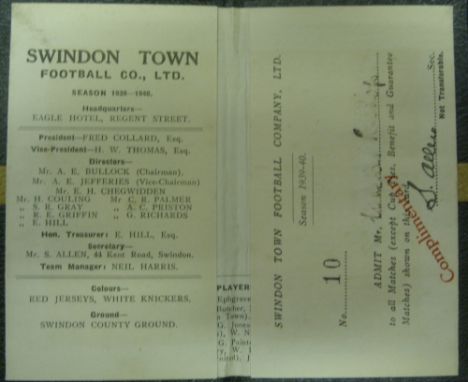 SWINDON TOWN
FOOTBALL CO., LTD.
SEASON 1939—1940.
Headquarters—
EAGLE HOTEL, REGENT STREET.
President—FRED COLLARD, Esq.
Vice-President—H. W. THOMAS, Esq.
Directors—
Mr. A. E. BULLOCK (Chairman).
Mr. A. E. JEFFERIES (Vice-Chairman)
Mr. E. H. CHEGWIDDEN
Mr. H. COULING Mr. C. R. PALMER
„ S. R. GRAY „ A. C. PRISTON
„ R. E. GRIFFIN „ G. RICHARDS
„ E. HILL
Hon. Treasurer: E. HILL, Esq.
Secretary—
Mr. S. ALLEN, 44 Kent Road, Swindon.
Team Manager: NEIL HARRIS.
Colours—
RED JERSEYS, WHITE KNICKERS.
Ground—
SWINDON COUNTY GROUND.
PLAYERS
SWINDON TOWN FOOTBALL COMPANY, LTD.
Season 1939-40.
No. 10
ADMIT Mr.
to all Matches (except Cup Ties, Benefit and Guarantee
Matches) shown on
Complimentary
S. Allen Sec.
Not Transferable.